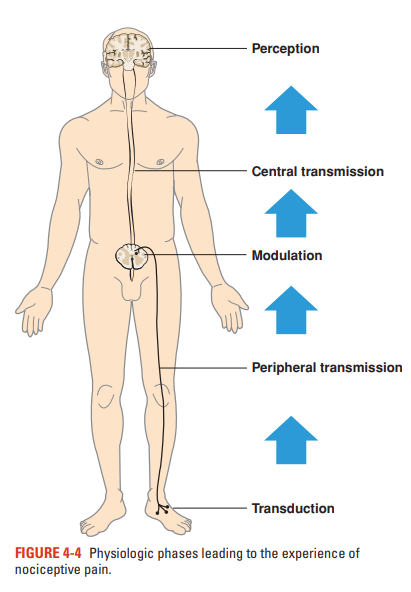 Perception
Central transmission
Modulation
Peripheral transmission
Transduction
FIGURE 4-4 Physiologic phases leading to the experience of
nociceptive pain.